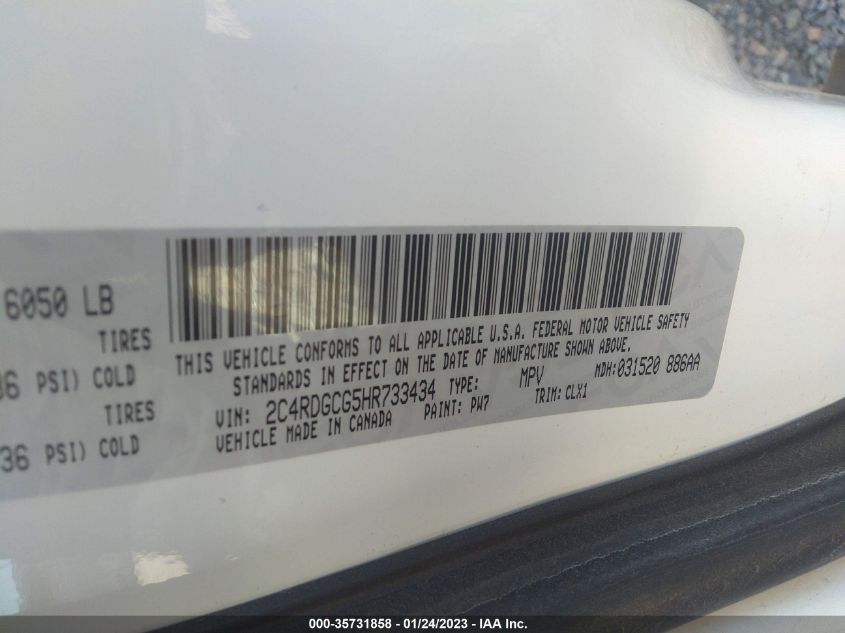 6050 LB
TIRES
36 PSI) COLD
TIRES
36 PSI) COLD
THIS VEHICLE CONFORMS TO ALL APPLICABLE U.S.A. FEDERAL MOTOR VEHICLE SAFETY
STANDARDS IN EFFECT ON THE DATE OF MANUFACTURE SHOWN ABOVE.
VIN: 2C4RDGCG5HR733434 TYPE: MPV MDH: 031520 886AA
VEHICLE MADE IN CANADA PAINT: PW7 TRIM: CLX1
000-35731858 - 01/24/2023 - IAA Inc.